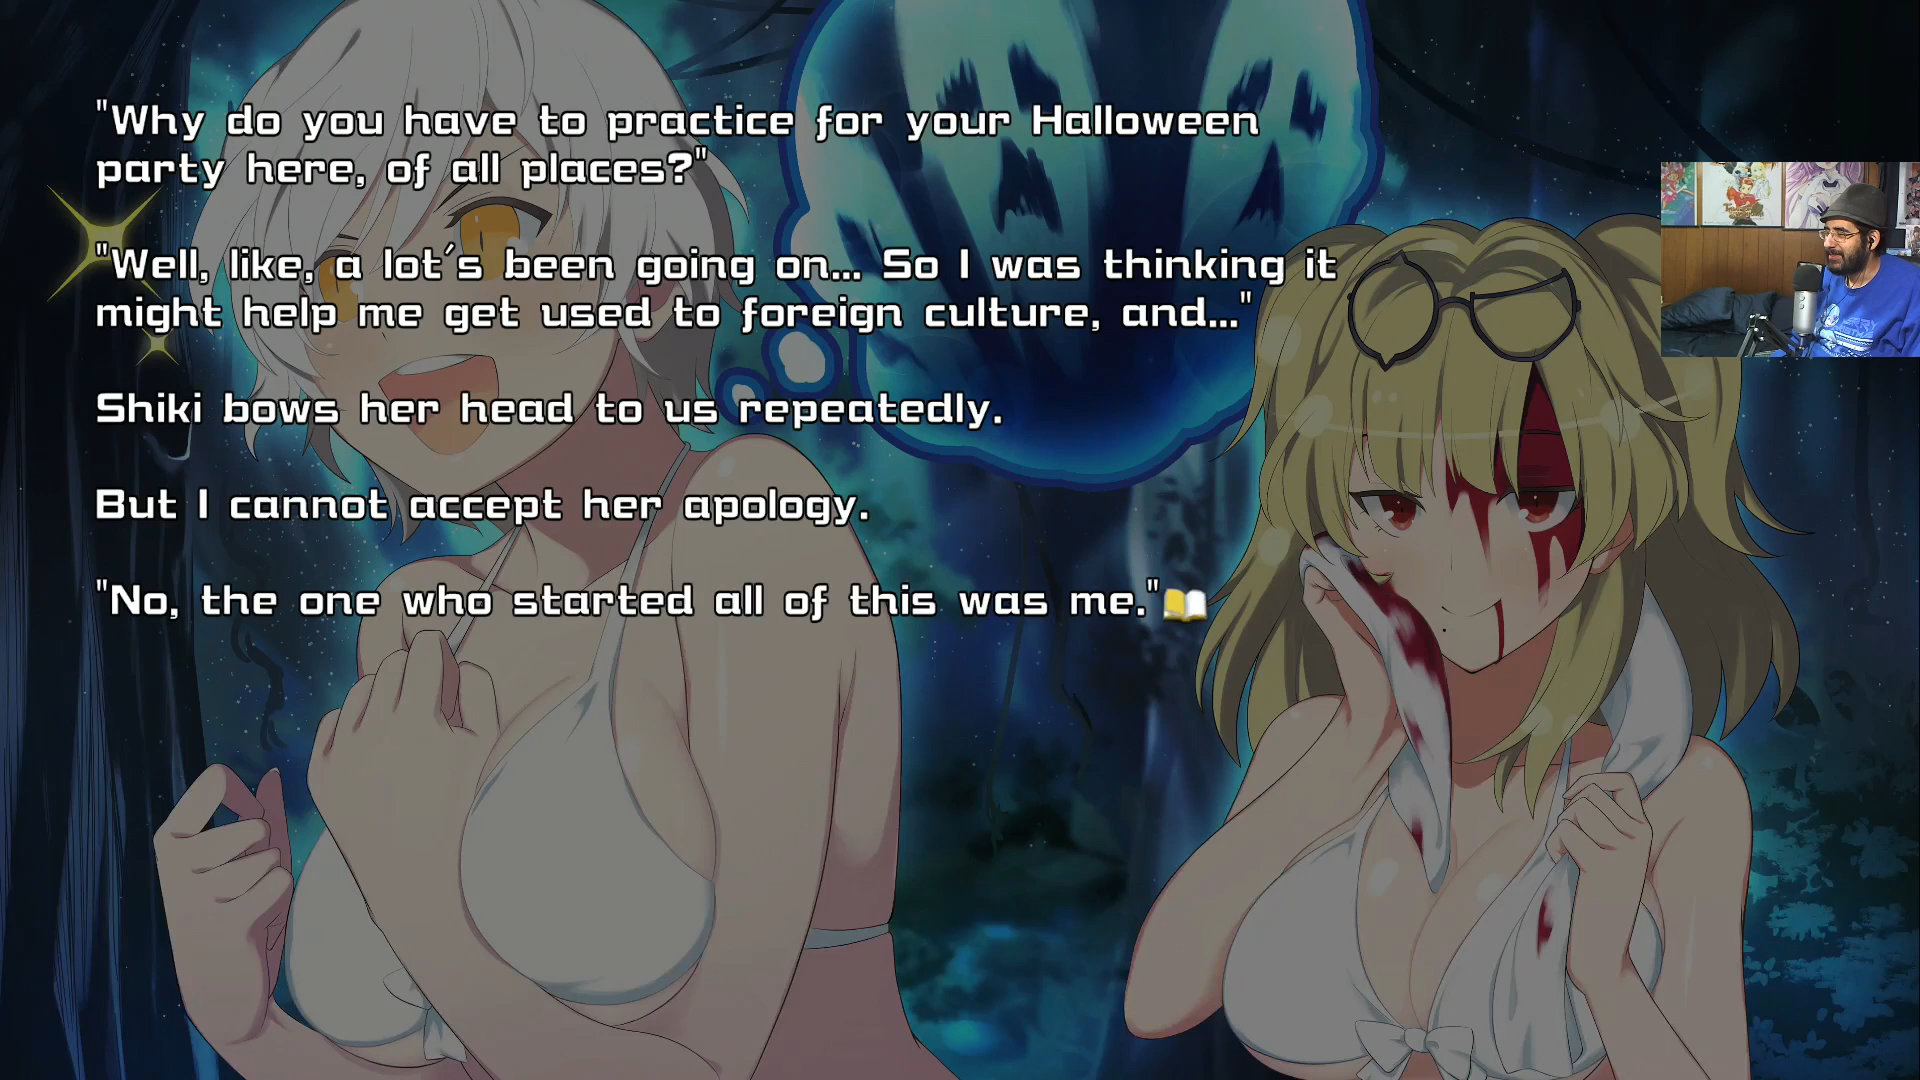 "Why do you have to practice for your Halloween
party here, of all places?"
"Well, like, a lot's been going on... So I was thinking it
might help me get used to foreign culture, and..."
Shiki bows her head to us repeatedly.
But I cannot accept her apology.
"No, the one who started all of this was me."